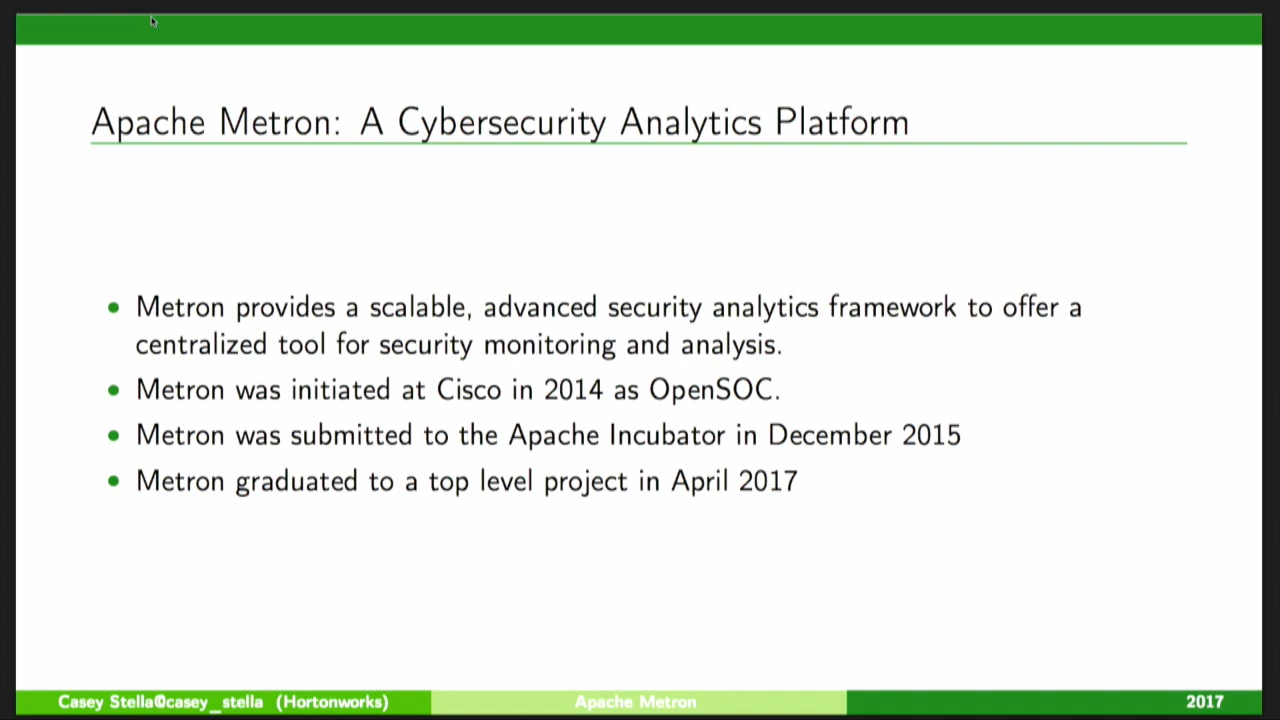 Apache Metron: A Cybersecurity Analytics Platform
Metron provides a scalable, advanced security analytics framework to offer a
centralized tool for security monitoring and analysis.
Metron was initiated at Cisco in 2014 as OpenSOC.
Metron was submitted to the Apache Incubator in December 2015
Metron graduated to a top level project in April 2017
Casey Stella@casey_stella (Hortonworks) Apache Metron 2017